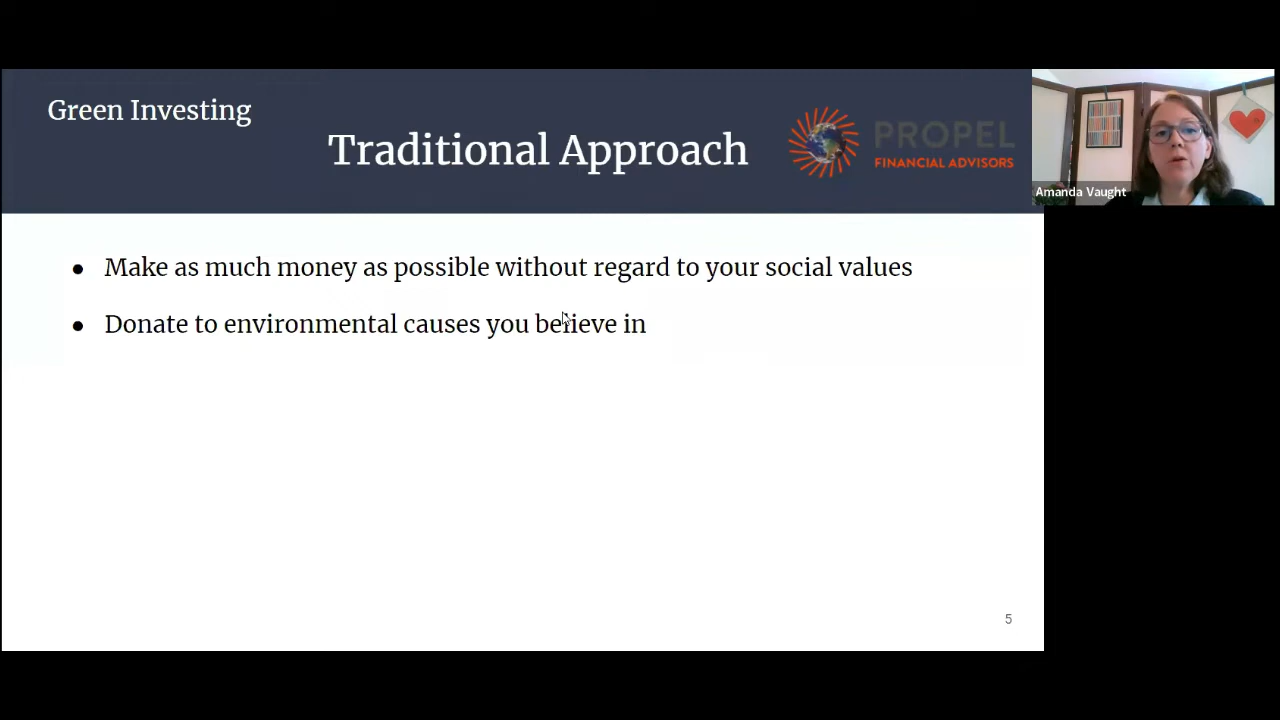 Green Investing
Traditional Approach
PROPEL
FINANCIAL ADVISORS
Amanda Vaught
● Make as much money as possible without regard to your social values
● Donate to environmental causes you believe in
5